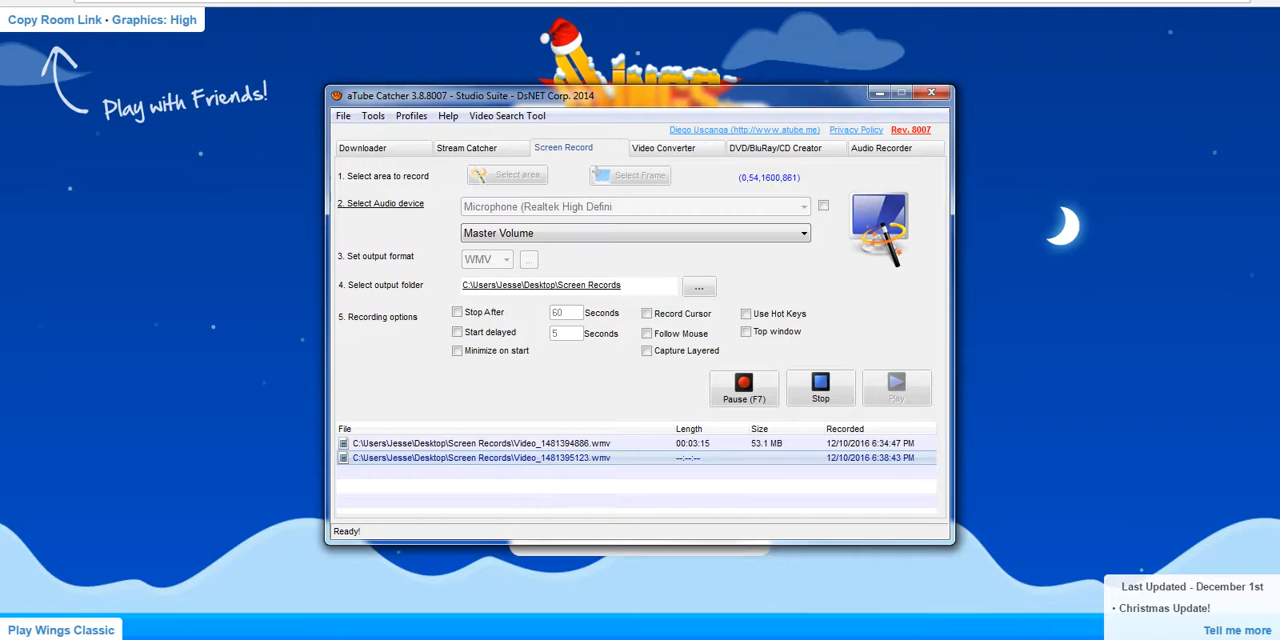 Copy Room Link • Graphics: High
Play with Friends!
WINGS
aTube Catcher 3.8.8007 - Studio Suite - DsNET Corp. 2014
File Tools Profiles Help Video Search Tool
Diego Uscanga (http://www.atube.me) Privacy Policy Rev. 8007
Downloader Stream Catcher Screen Record Video Converter DVD/BluRay/CD Creator Audio Recorder
1. Select area to record Select area Select Frame (0,54,1600,861)
2. Select Audio device Microphone (Realtek High Defini
Master Volume
3. Set output format WMV ...
4. Select output folder C:\Users\Jesse\Desktop\Screen Records ...
5. Recording options Stop After 60 Seconds Record Cursor Use Hot Keys
Start delayed 5 Seconds Follow Mouse Top window
Minimize on start Capture Layered
Pause (F7) Stop Play
File Length Size Recorded
C:\Users\Jesse\Desktop\Screen Records\Video_1481394886.wmv 00:03:15 53.1 MB 12/10/2016 6:34:47 PM
C:\Users\Jesse\Desktop\Screen Records\Video_1481395123.wmv --:--:-- 12/10/2016 6:38:43 PM
Ready!
Last Updated - December 1st
• Christmas Update!
Tell me more
Play Wings Classic